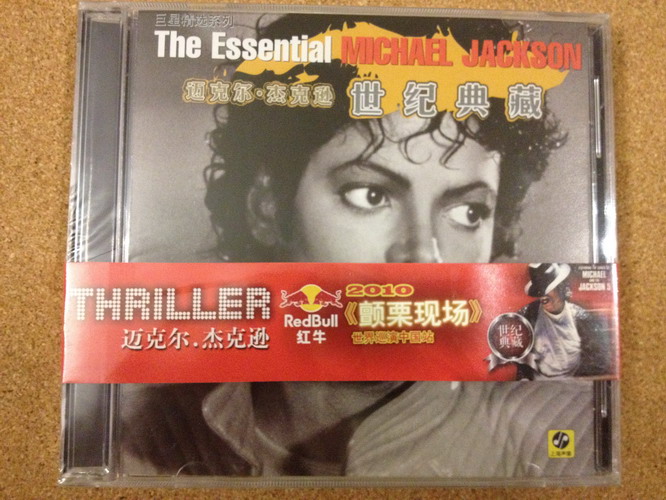 巨星精选系列
The Essential MICHAEL JACKSON
迈克尔·杰克逊 世纪典藏
THRILLER
迈克尔.杰克逊
RedBull
红牛
2010
《颤栗现场》
世界巡演中国站
世纪
典藏
MICHAEL
JACKSON